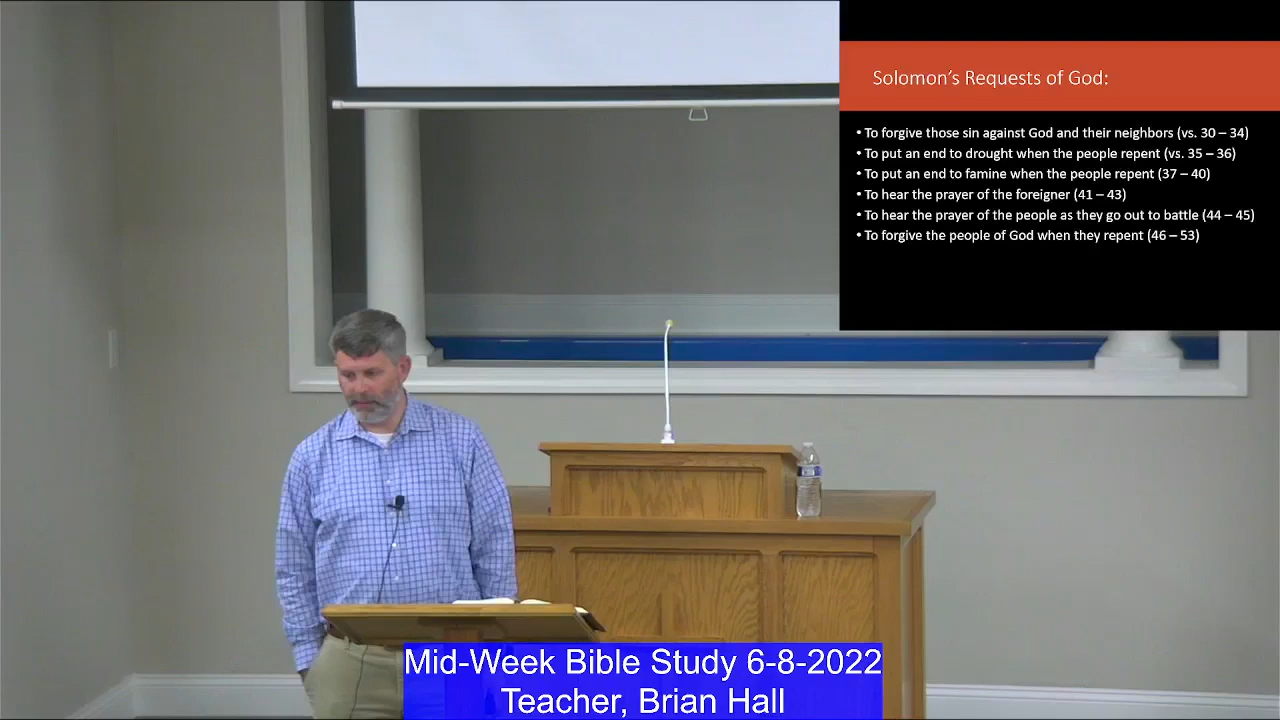 Solomon's Requests of God:
• To forgive those sin against God and their neighbors (vs. 30 – 34)
• To put an end to drought when the people repent (vs. 35 – 36)
• To put an end to famine when the people repent (37 – 40)
• To hear the prayer of the foreigner (41 – 43)
• To hear the prayer of the people as they go out to battle (44 – 45)
• To forgive the people of God when they repent (46 – 53)
Mid-Week Bible Study 6-8-2022
Teacher, Brian Hall